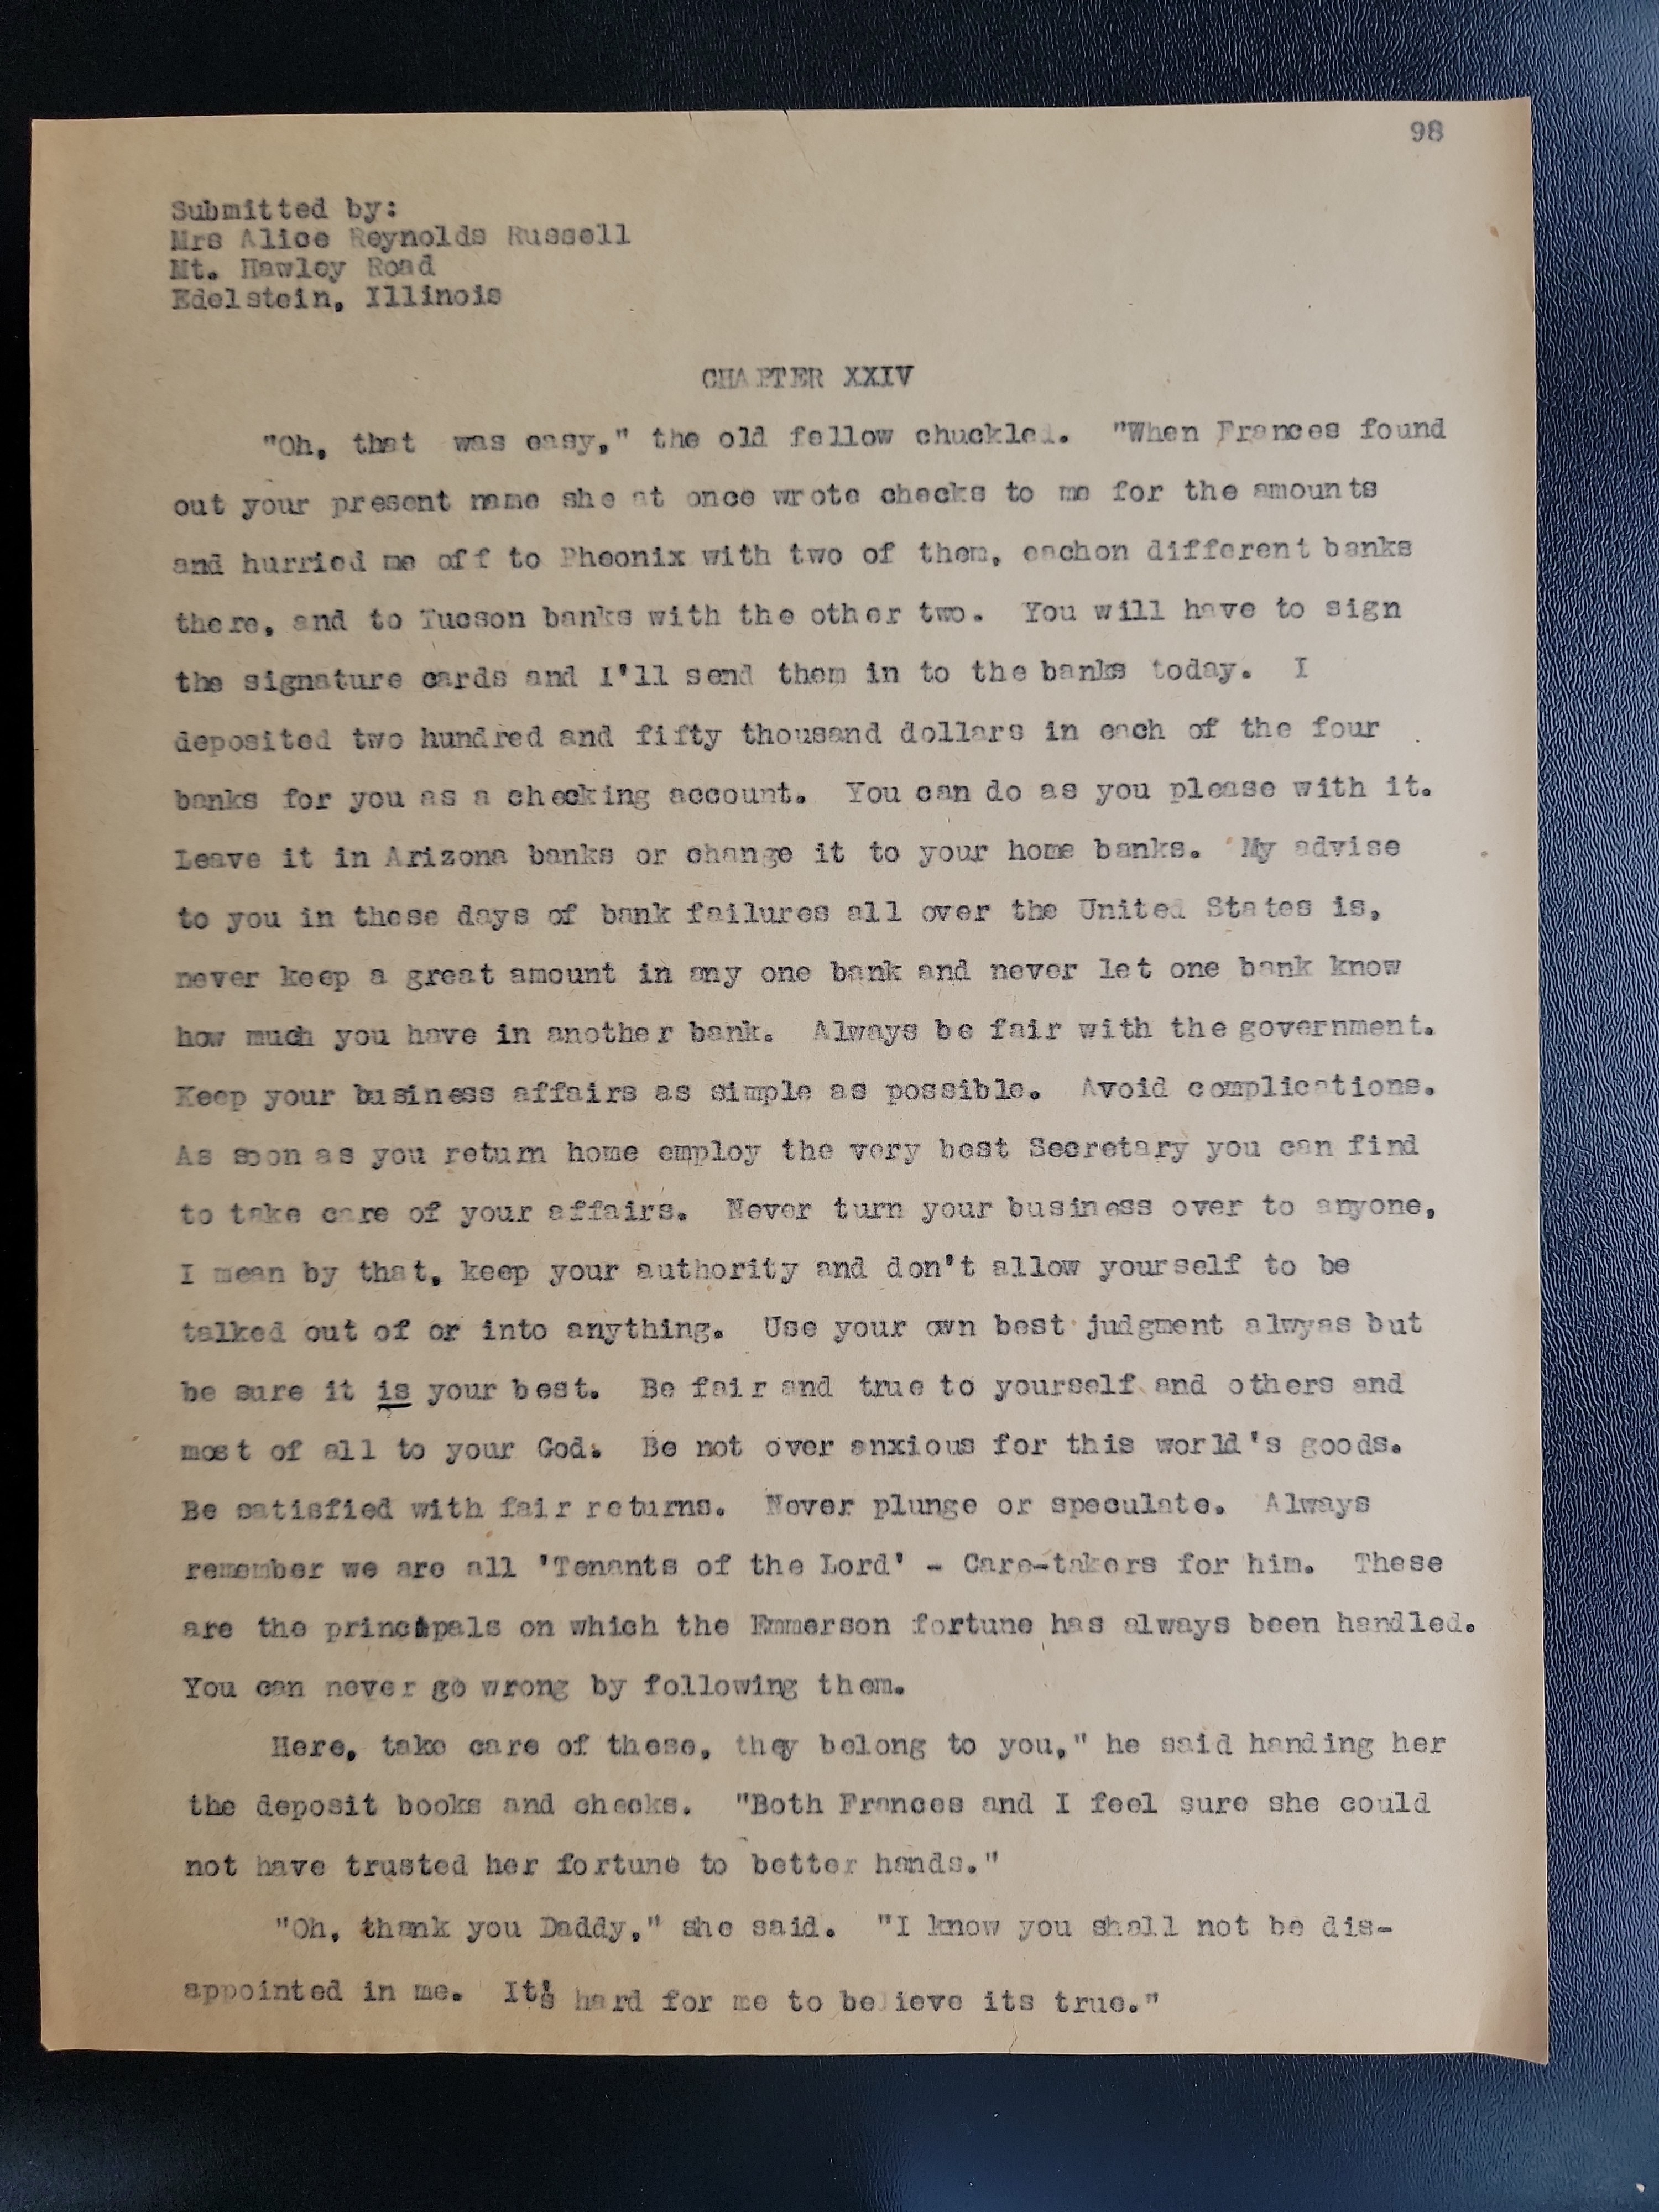 98
Submitted by:
Mrs Alice Reynolds Russell
Mt. Hawley Road
Edelstein, Illinois
CHAPTER XXIV
"Oh, that was easy," the old fellow chuckled. "When Frances found
out your present name she at once wrote checks to me for the amounts
and hurried me off to Pheonix with two of them, eachon different banks
there, and to Tucson banks with the other two. You will have to sign
the signature cards and I'll send them in to the banks today. I
deposited two hundred and fifty thousand dollars in each of the four
banks for you as a checking account. You can do as you please with it.
Leave it in Arizona banks or change it to your home banks. My advise
to you in these days of bank failures all over the United States is,
never keep a great amount in any one bank and never let one bank know
how much you have in another bank. Always be fair with the government.
Keep your business affairs as simple as possible. Avoid complications.
As soon as you return home employ the very best Secretary you can find
to take care of your affairs. Never turn your business over to anyone,
I mean by that, keep your authority and don't allow yourself to be
talked out of or into anything. Use your own best judgment alwyas but
be sure it is your best. Be fair and true to yourself and others and
most of all to your God. Be not over anxious for this world's goods.
Be satisfied with fair returns. Never plunge or speculate. Always
remember we are all 'Tenants of the Lord' - Care-takers for him. These
are the principals on which the Emmerson fortune has always been handled.
You can never go wrong by following them.
Here, take care of these, they belong to you," he said handing her
the deposit books and checks. "Both Frances and I feel sure she could
not have trusted her fortune to better hands."
"Oh, thank you Daddy," she said. "I know you shall not be dis-
appointed in me. It's hard for me to believe its true."